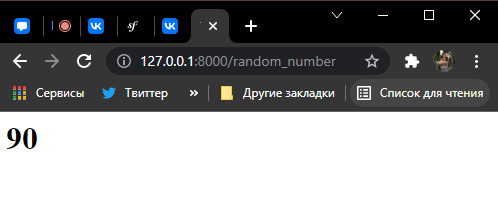 127.0.0.1:8000/random_number
Сервисы Твиттер » Другие закладки Список для чтения
90